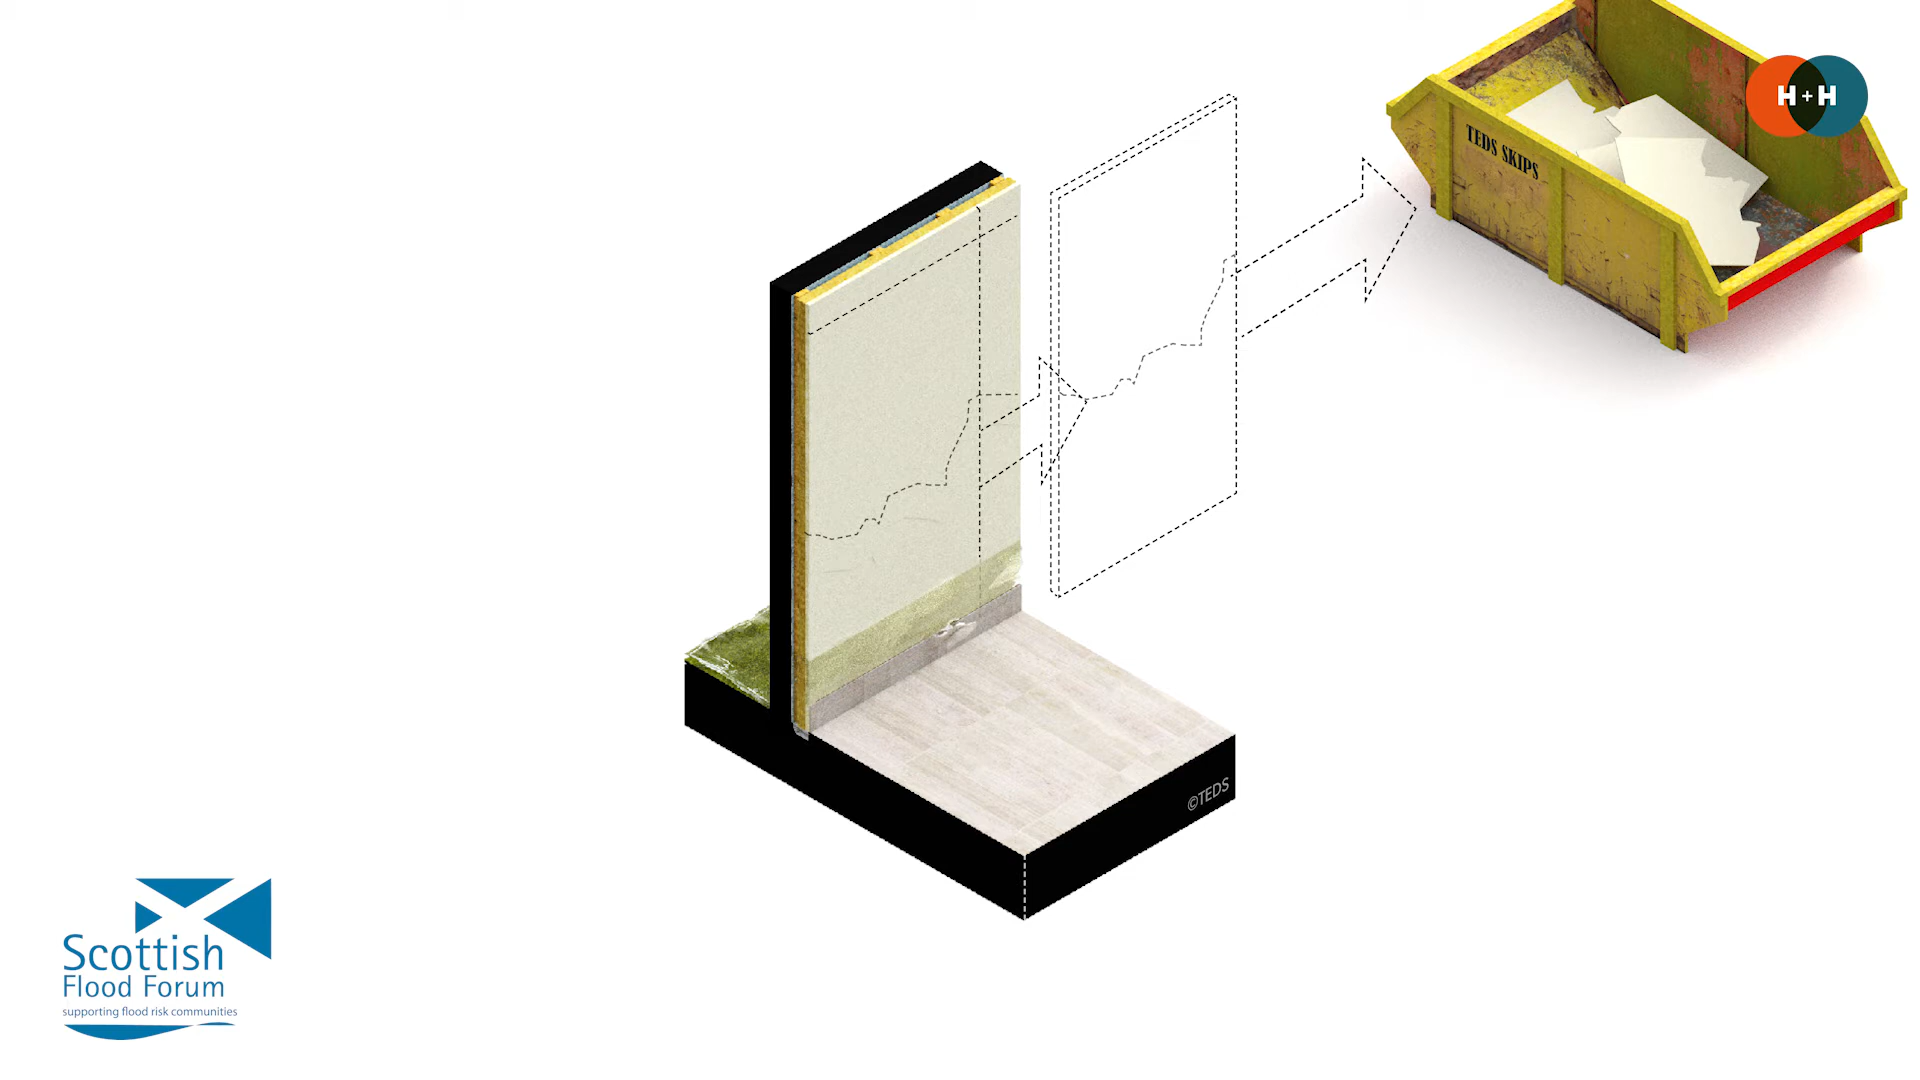 H+H
TEDS SKIPS
©TEDS
Scottish
Flood Forum
supporting flood risk communities